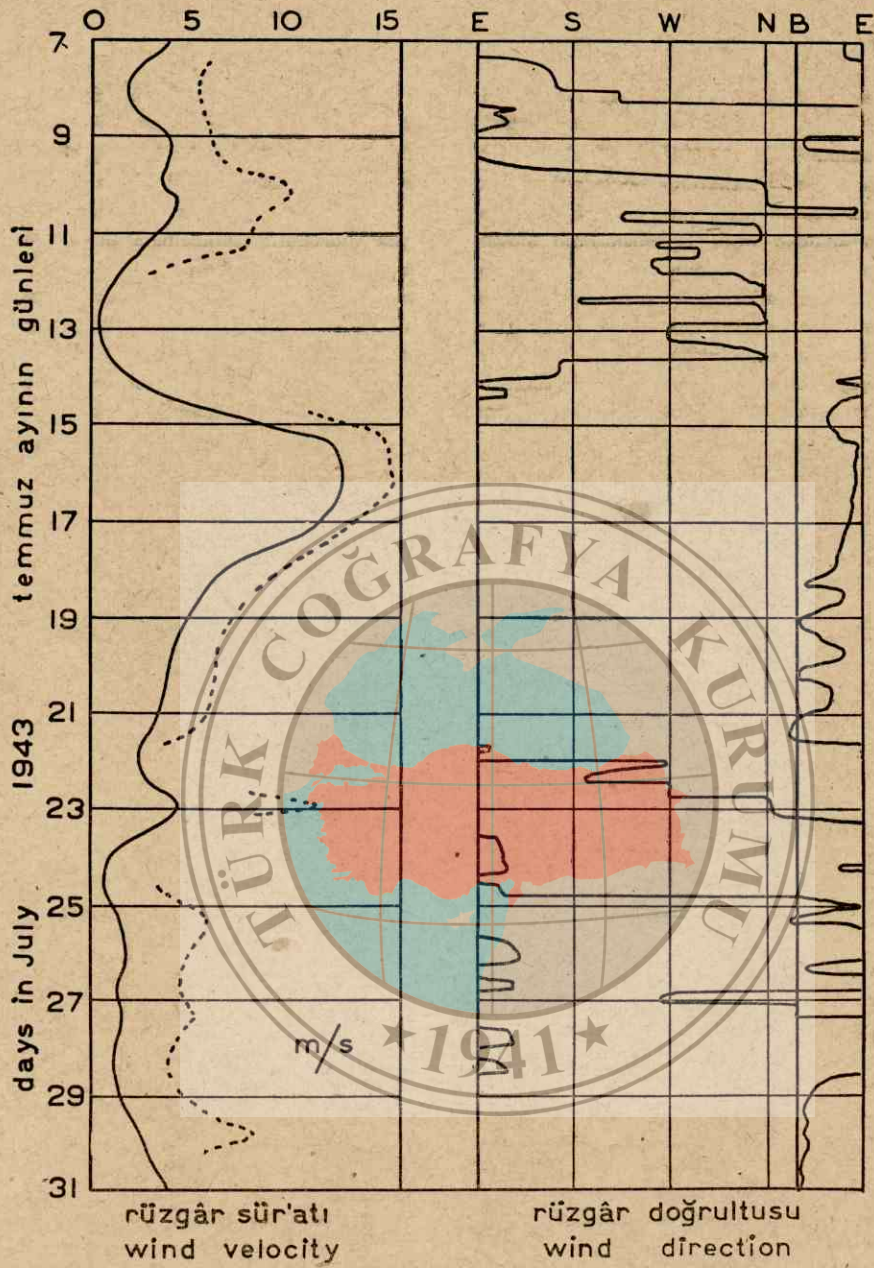 0 5 10 15 E S W N B E
7
9
11
13
15
17
19
21
23
25
27
29
31
temmuz ayının günleri
1943
days in July
m/s
TÜRK COĞRAFYA KURUMU
1941
rüzgâr sür'atı
wind velocity
rüzgâr doğrultusu
wind direction